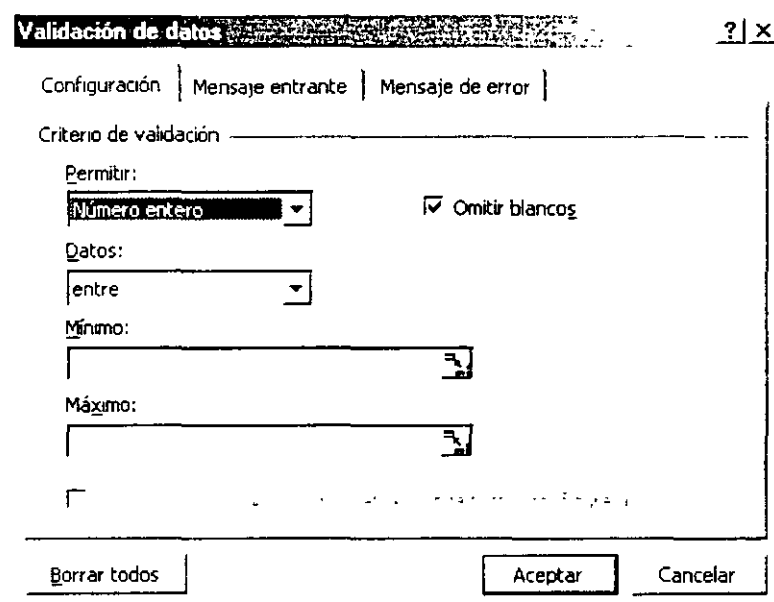 Validación de datos ? ×
Configuración Mensaje entrante Mensaje de error
Criterio de validación
Permitir:
Número entero Omitir blancos
Datos:
entre
Mínimo:
Máximo:
Borrar todos Aceptar Cancelar